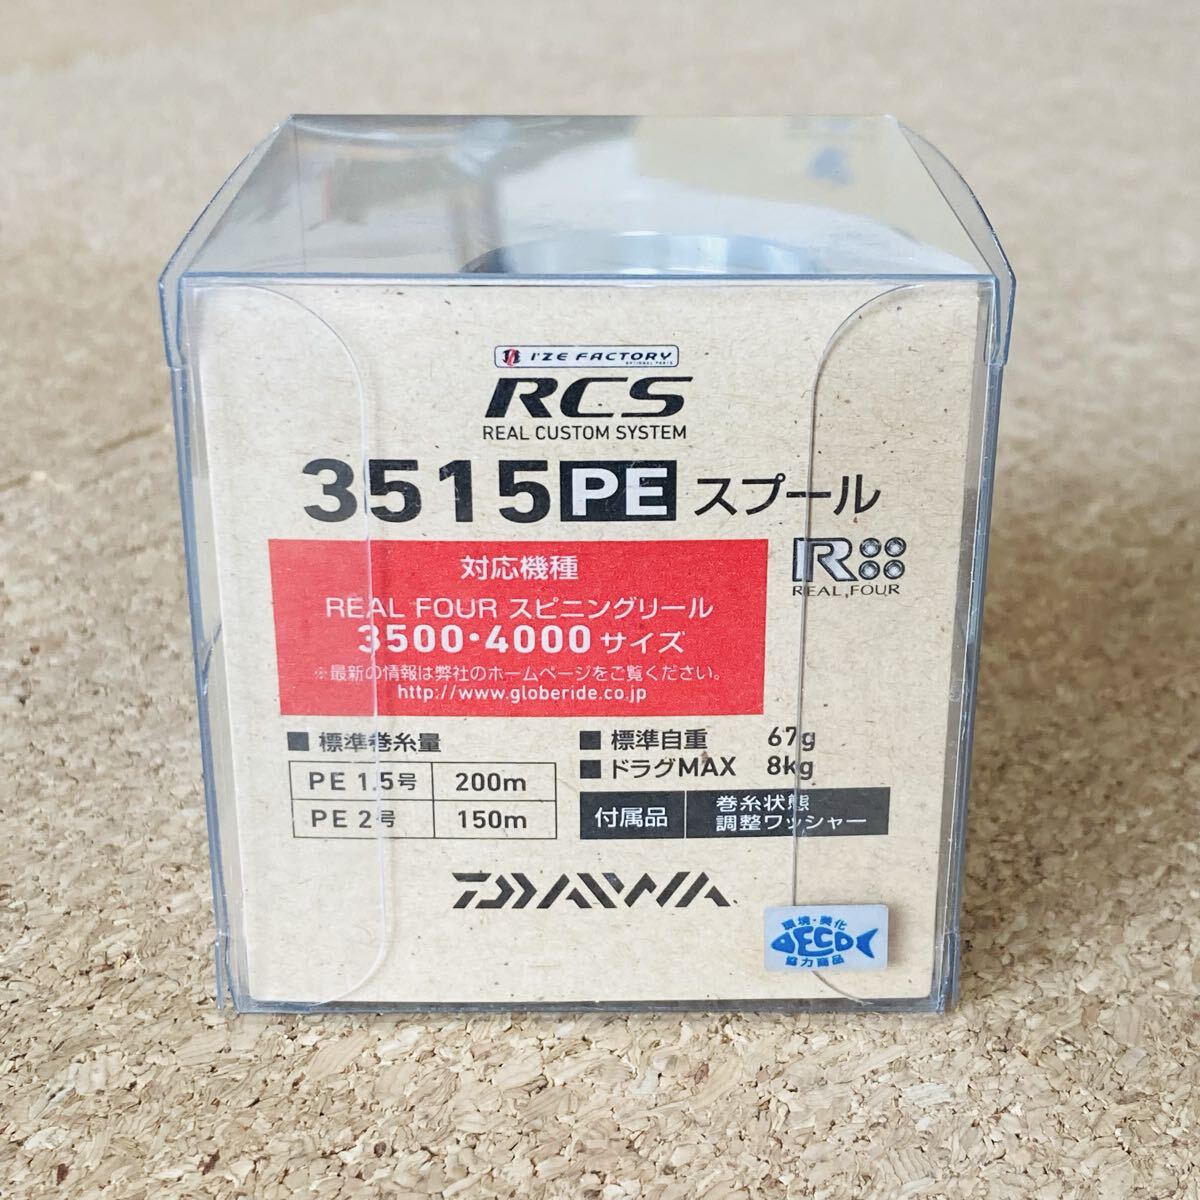 I'ZE FACTORY
OPTIONAL PARTS
RCS
REAL CUSTOM SYSTEM
3515PE スプール
R
REAL FOUR
対応機種
REAL FOUR スピニングリール
3500・4000 サイズ
※最新の情報は弊社のホームページをご覧ください。
http://www.globeride.co.jp
■ 標準巻糸量
PE 1.5号 200m
PE 2号 150m
■ 標準自重 67g
■ ドラグMAX 8kg
付属品 巻糸状態
調整ワッシャー
DAIWA
環境・美化
ECO
協力商品